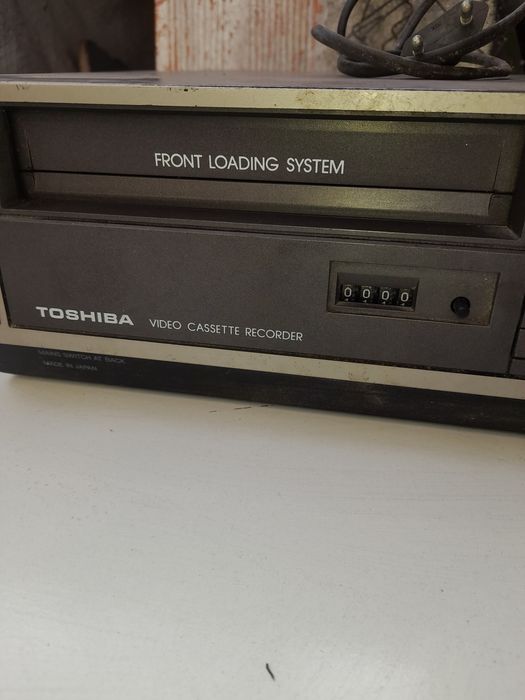 FRONT LOADING SYSTEM
0000
TOSHIBA VIDEO CASSETTE RECORDER
MAINS SWITCH AT BACK
MADE IN JAPAN